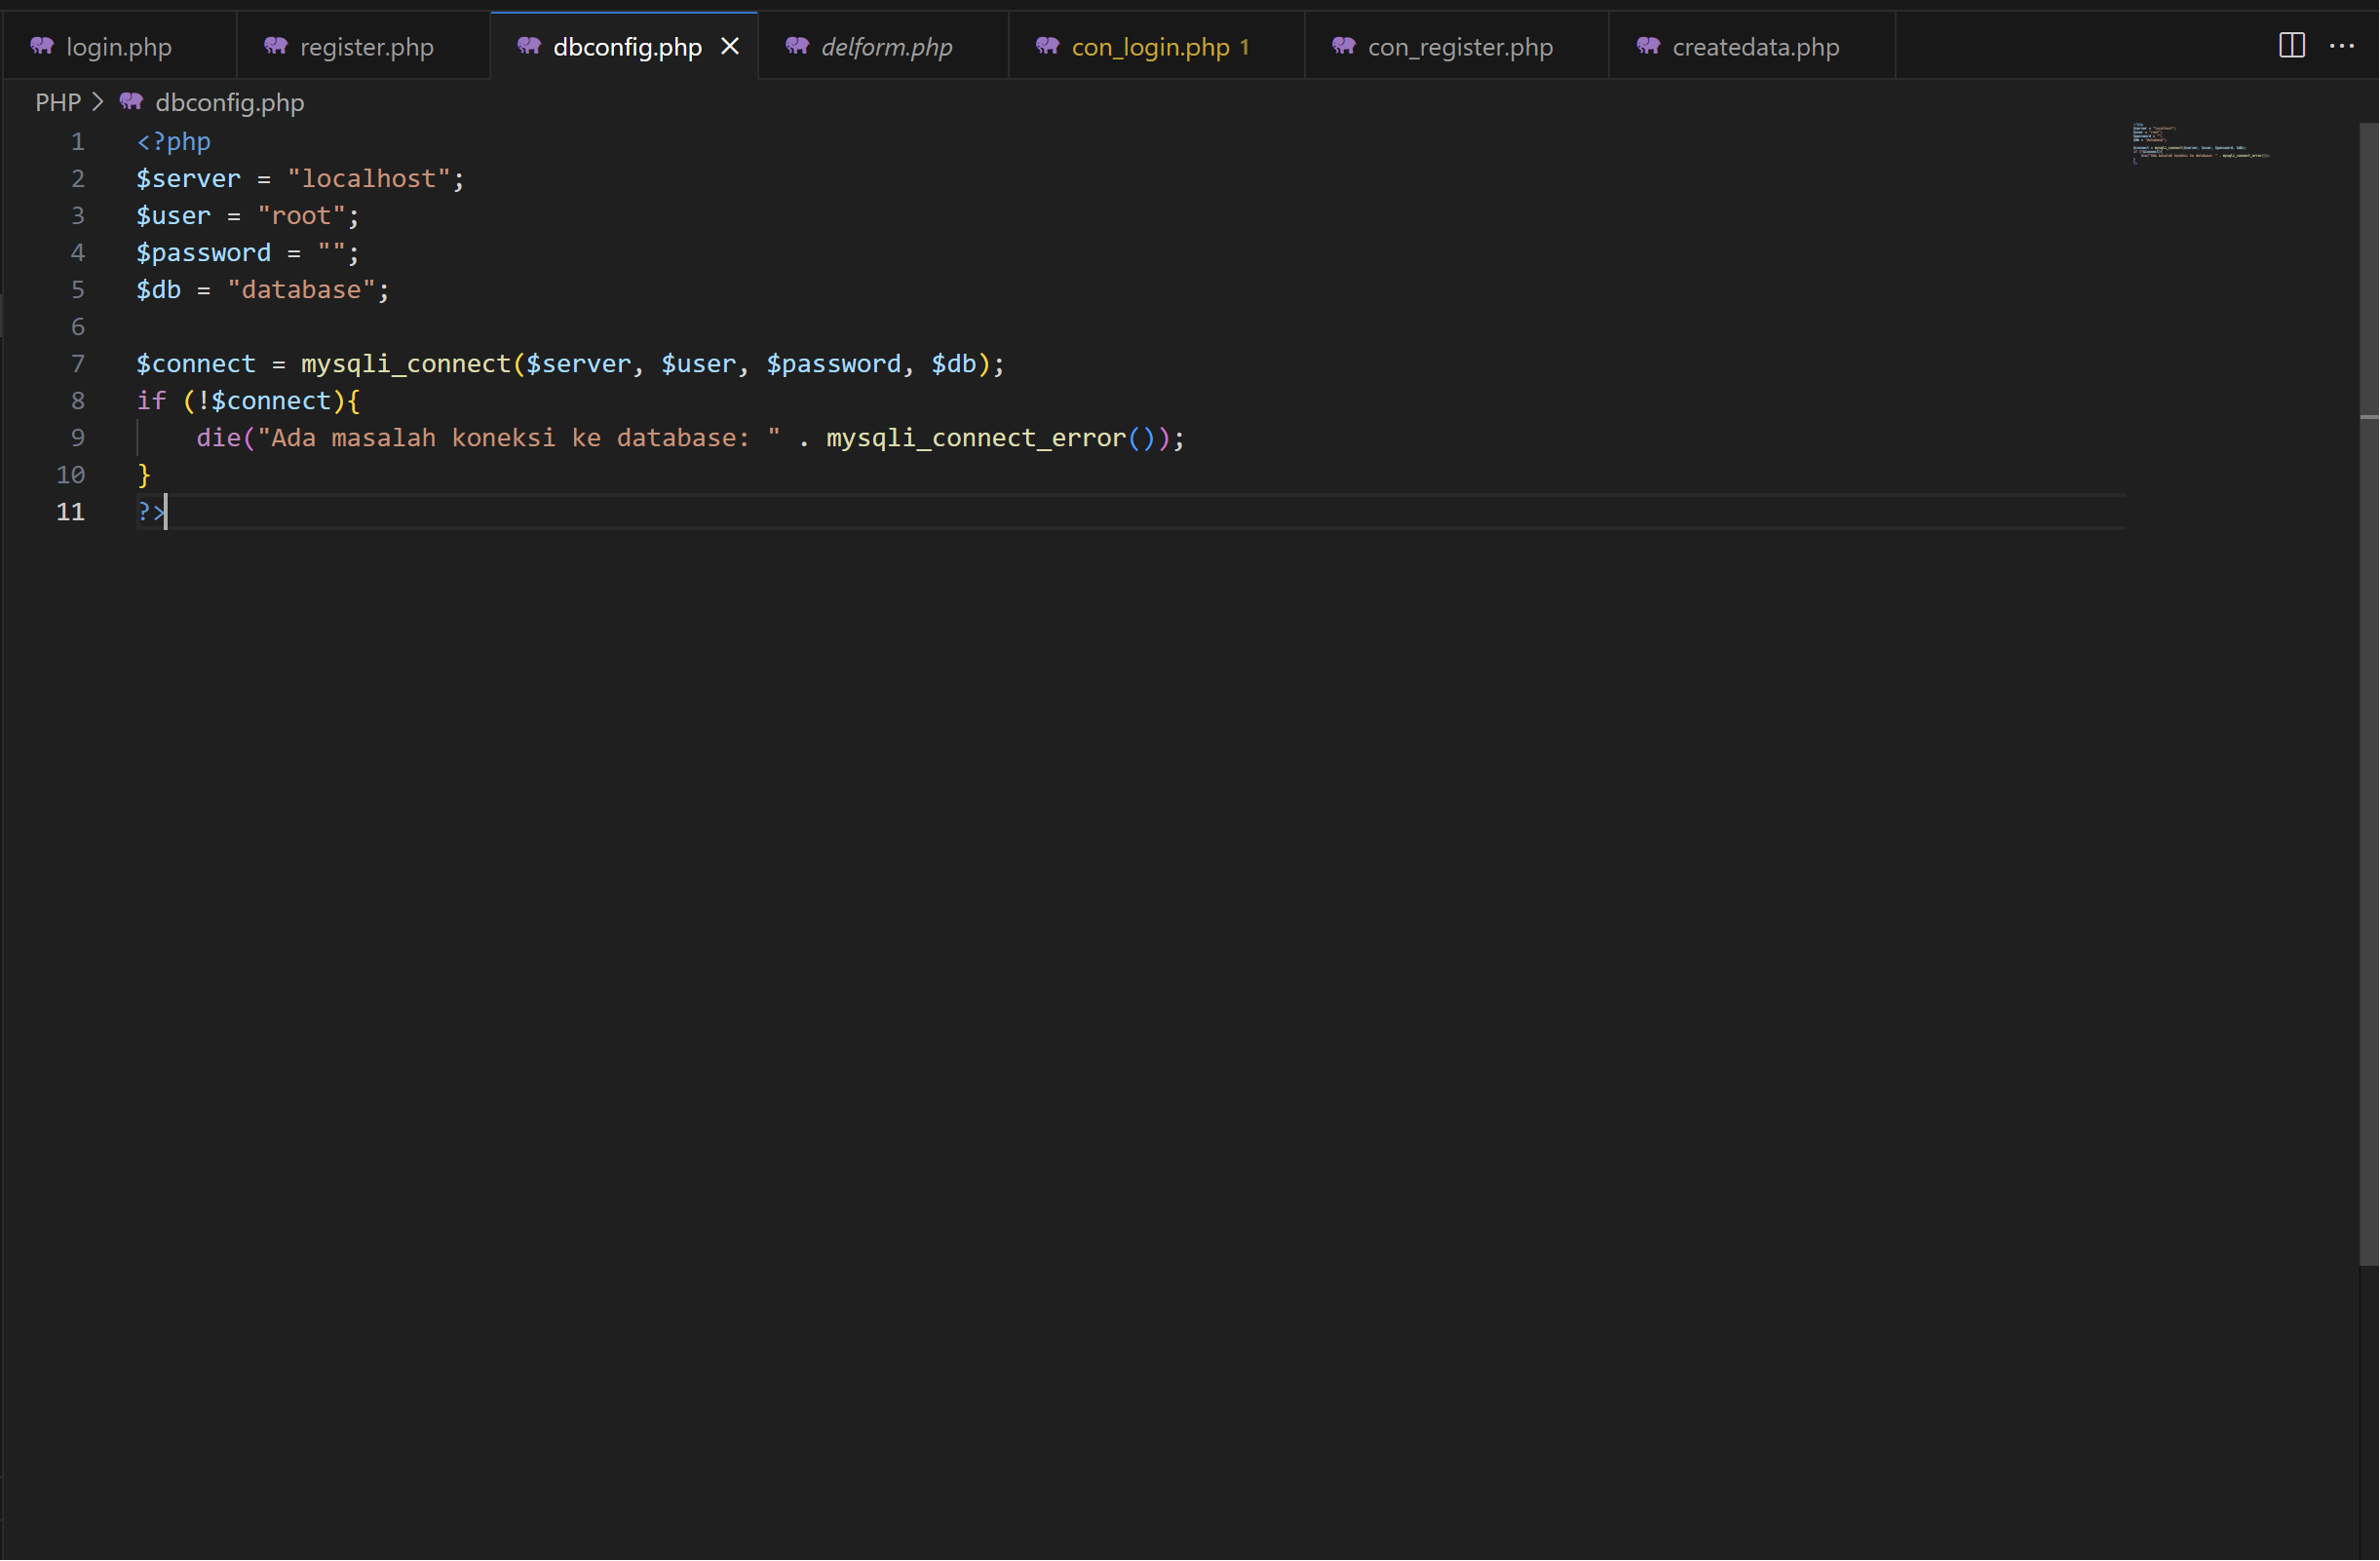 login.php register.php dbconfig.php delform.php con_login.php 1 con_register.php createdata.php
PHP > dbconfig.php
1 <?php
2 $server = "localhost";
3 $user = "root";
4 $password = "";
5 $db = "database";
6
7 $connect = mysqli_connect($server, $user, $password, $db);
8 if (!$connect){
9     die("Ada masalah koneksi ke database: " . mysqli_connect_error());
10 }
11 ?>